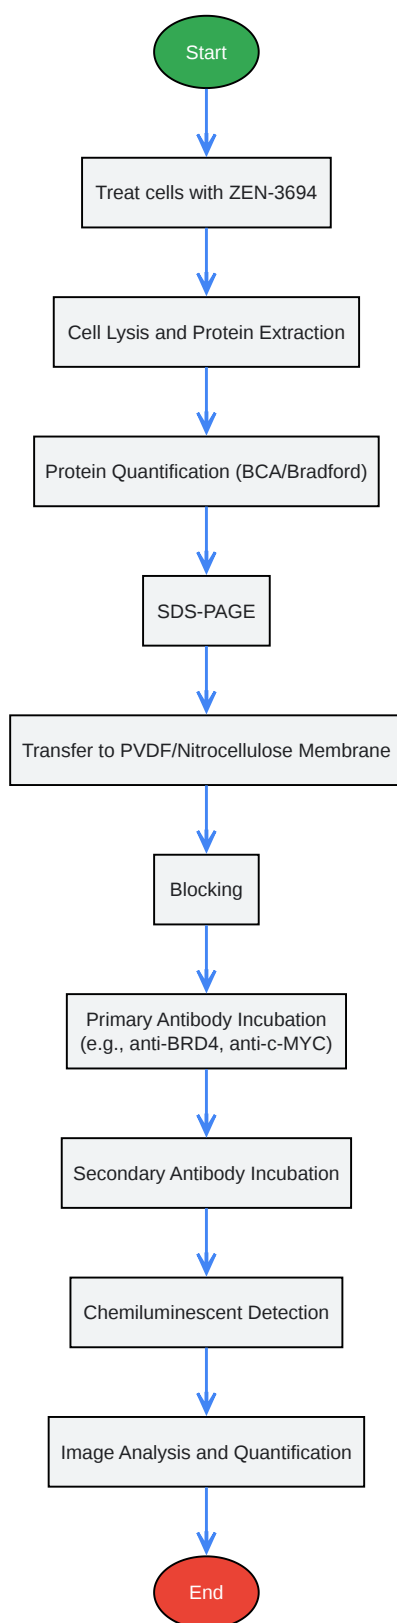 Start
Treat cells with ZEN-3694
Cell Lysis and Protein Extraction
Protein Quantification (BCA/Bradford)
SDS-PAGE
Transfer to PVDF/Nitrocellulose Membrane
Blocking
Primary Antibody Incubation
(e.g., anti-BRD4, anti-c-MYC)
Secondary Antibody Incubation
Chemiluminescent Detection
Image Analysis and Quantification
End